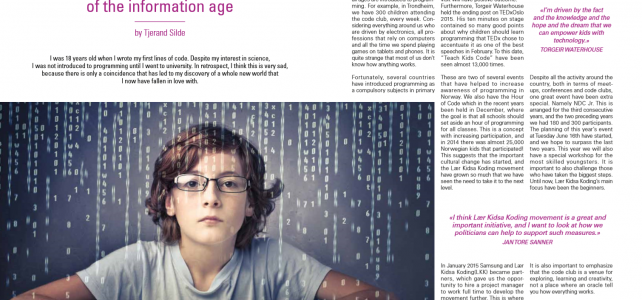 of the information age
by Tjerand Silde
I was 18 years old when I wrote my first lines of code. Despite my interest in science,
I was not introduced to programming until I went to university. In retrospect, I think this is very sad,
because there is only a coincidence that has led to my discovery of a whole new world that
I now have fallen in love with.
ming. For example, in Trondheim,
we have 300 children attending
the code club, every week. Con-
sidering everything around us who
are driven by electronics, all pro-
fessions that rely on computers
and all the time we spend playing
games on tablets and phones. It is
quite strange that most of us don't
know how anything works.
Fortunately, several countries
have introduced programming as
a compulsory subjects in primary
Furthermore, Torger Waterhouse
held the ending post on TEDxOslo
2015. His ten minutes on stage
contained so many good points
about why children should learn
programming that TEDx chose to
accentuate it as one of the best
speeches in February. To this date,
"Teach Kids Code" have been
seen almost 13,000 times.
These are two of several events
that have helped to increase
awareness of programming in
Norway. We also have the Hour
of Code which in the recent years
been held in December, where
the goal is that all schools should
set aside an hour of programming
for all classes. This is a concept
with increasing participation, and
in 2014 there was almost 25,000
Norwegian kids that participated!
This suggests that the important
cultural change has started, and
the Lær Kidsa Koding movement
have grown so much that we have
seen the need to take it to the next
level.
«I'm driven by the fact
and the knowledge and the
hope and the dream that we
can empower kids with
technology.»
TORGEIR WATERHOUSE
Despite all the activity around the
country, both in terms of meet-
ups, conferences and code clubs,
one great event have been extra
special. Namely NDC Jr. This is
arranged for the third consecutive
years, and the two preceding years
we had 160 and 300 participants.
The planning of this year's event
at Tuesday June 16th have started,
and we hope to surpass the last
two years. This year we will also
have a special workshop for the
most skilled youngsters. It is
important to also challenge those
who have taken the biggest steps.
Until now, Lær Kidsa Koding's main
focus have been the beginners.
«I think Lær Kidsa Koding movement is a great and
important initiative, and I want to look at how we
politicians can help to support such measures.»
JAN TORE SANNER
In January 2015 Samsung and Lær
Kidsa Koding(LKK) became part-
ners, which gave us the oppor-
tunity to hire a project manager
to work full time to develop the
movement further. This is where
It is also important to emphasize
that the code club is a venue for
exploring, learning and creativity,
not a place where an oracle tell
you how everything works.